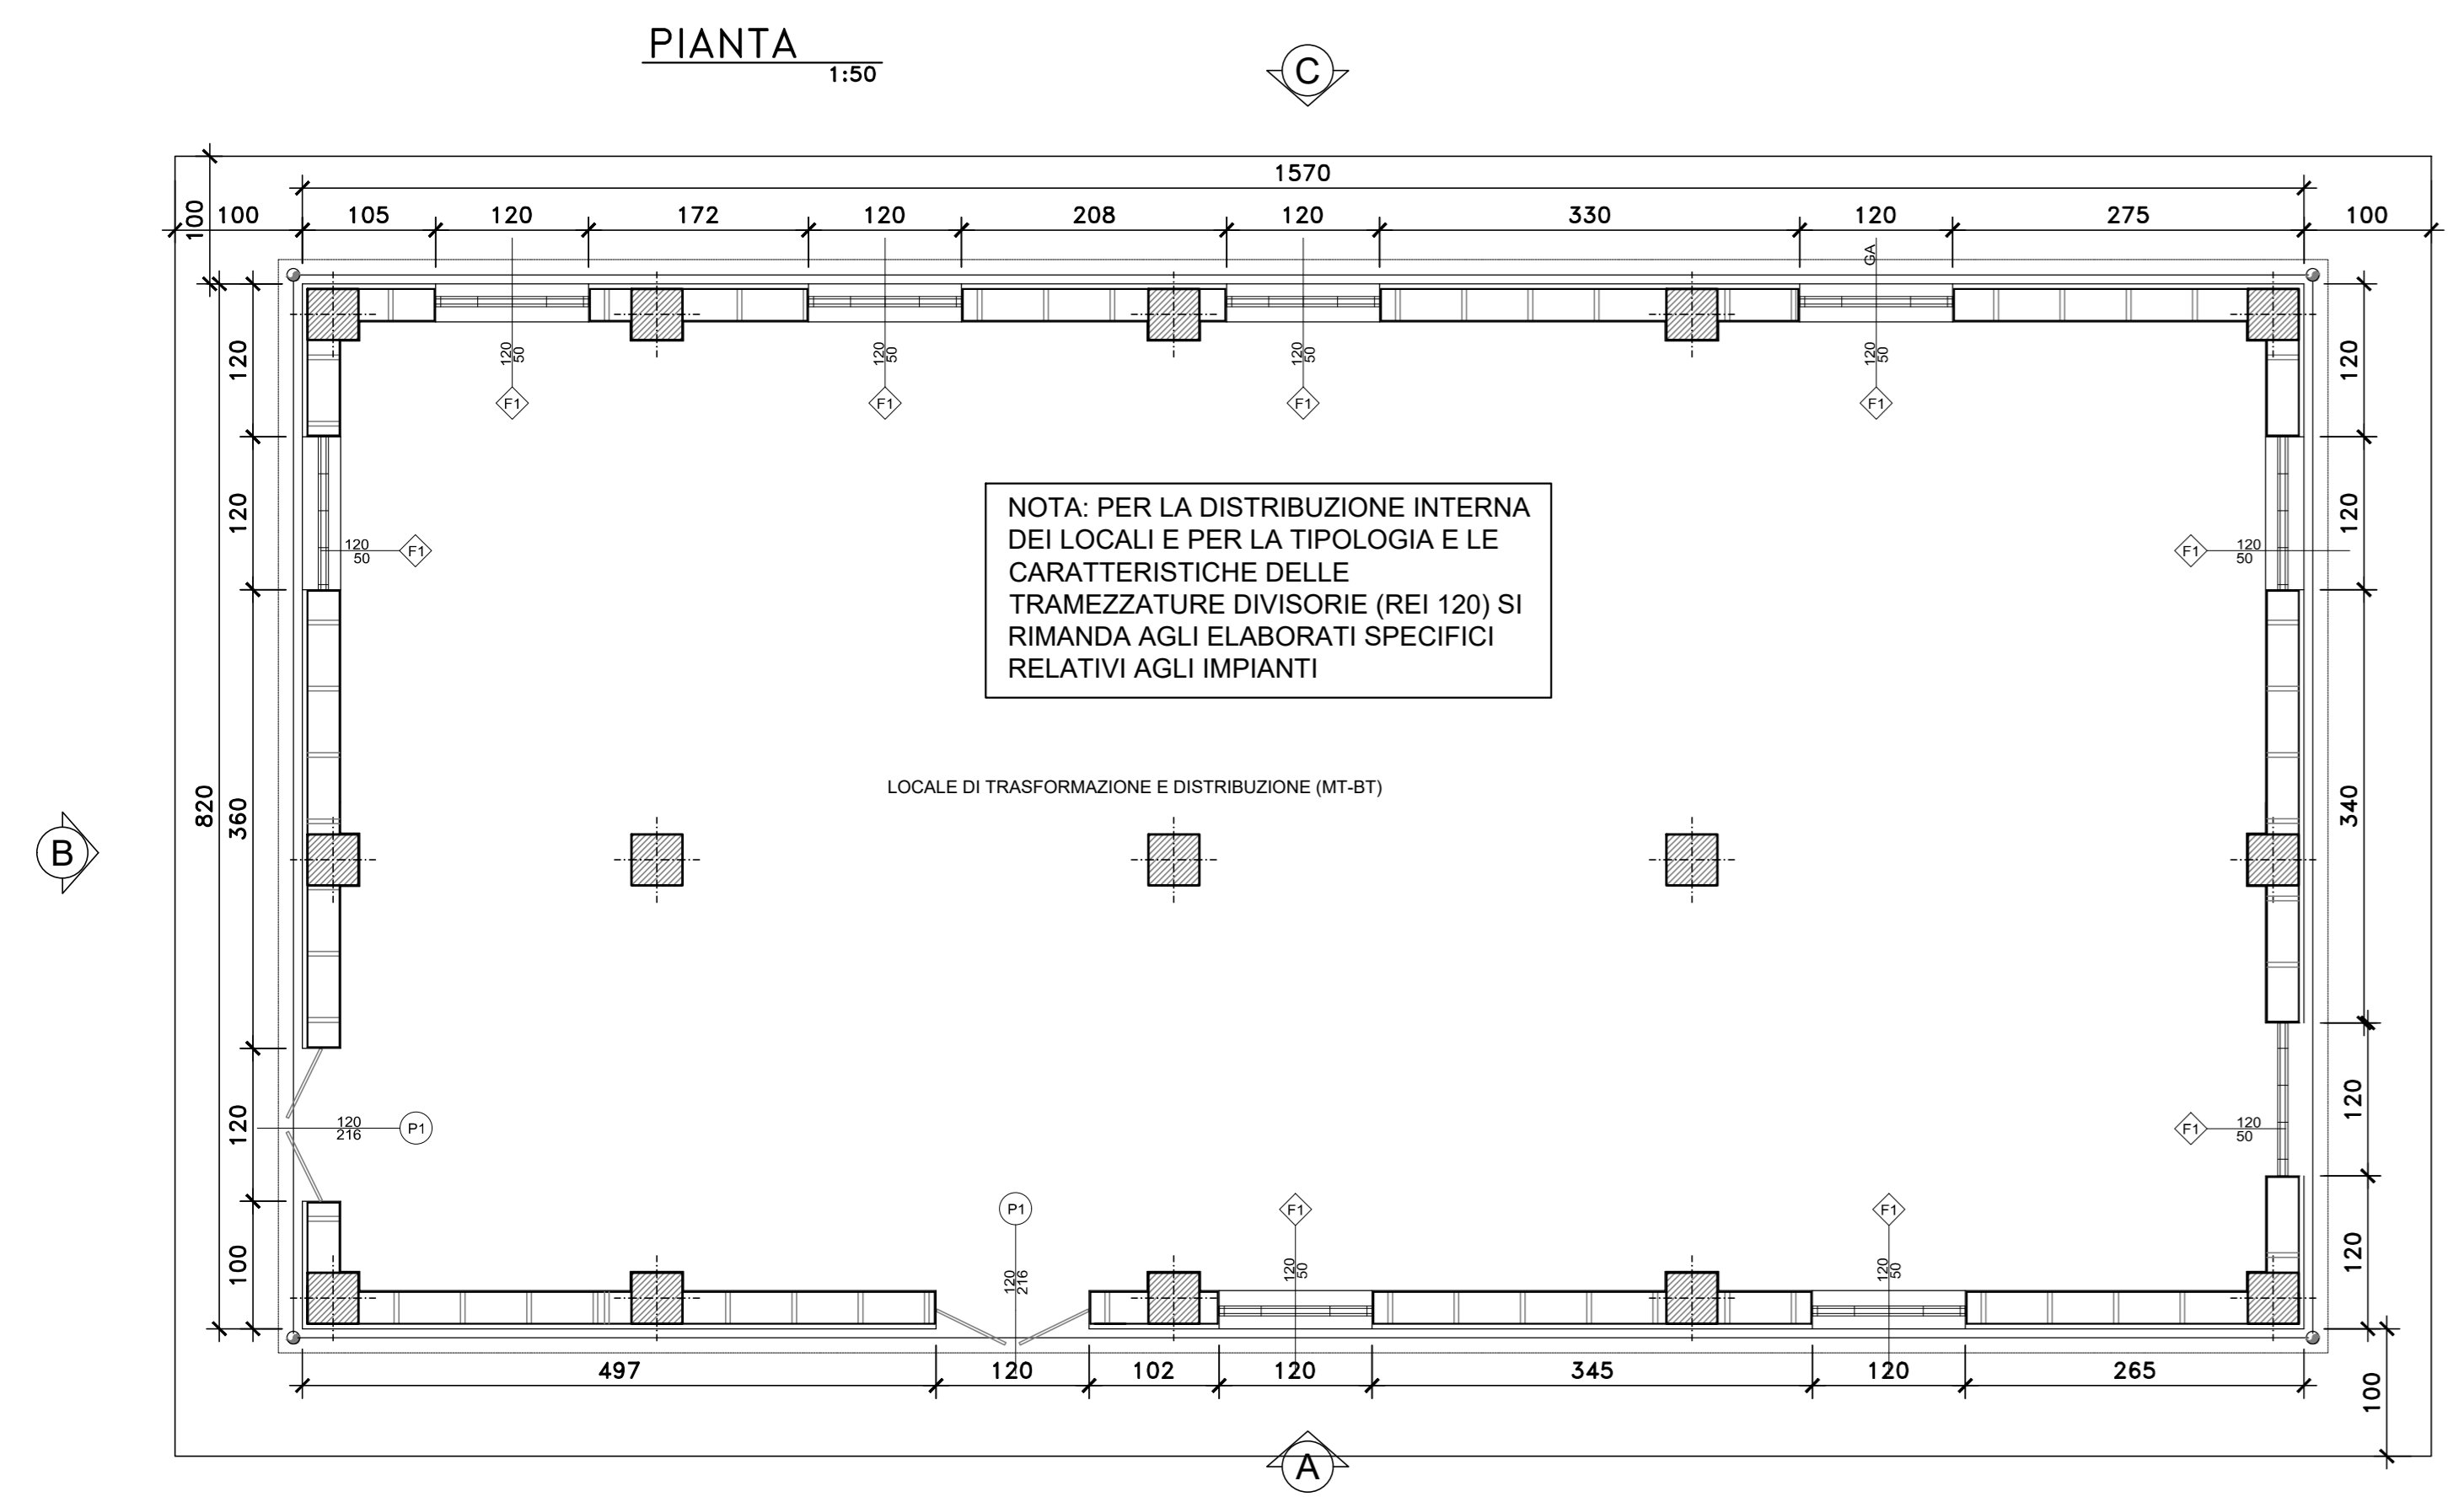 PIANTA
1:50
C
1570
100
100
105
120
172
120
208
120
330
120
275
100
GA
120
50
120
50
120
50
120
50
F1
F1
F1
F1
120
120
120
120
120
50
F1
F1
120
50
NOTA: PER LA DISTRIBUZIONE INTERNA
DEI LOCALI E PER LA TIPOLOGIA E LE
CARATTERISTICHE DELLE
TRAMEZZATURE DIVISORIE (REI 120) SI
RIMANDA AGLI ELABORATI SPECIFICI
RELATIVI AGLI IMPIANTI
LOCALE DI TRASFORMAZIONE E DISTRIBUZIONE (MT-BT)
820
360
340
B
120
120
216
P1
F1
120
50
120
P1
F1
F1
100
120
216
120
50
120
50
120
497
120
102
120
345
120
265
100
A